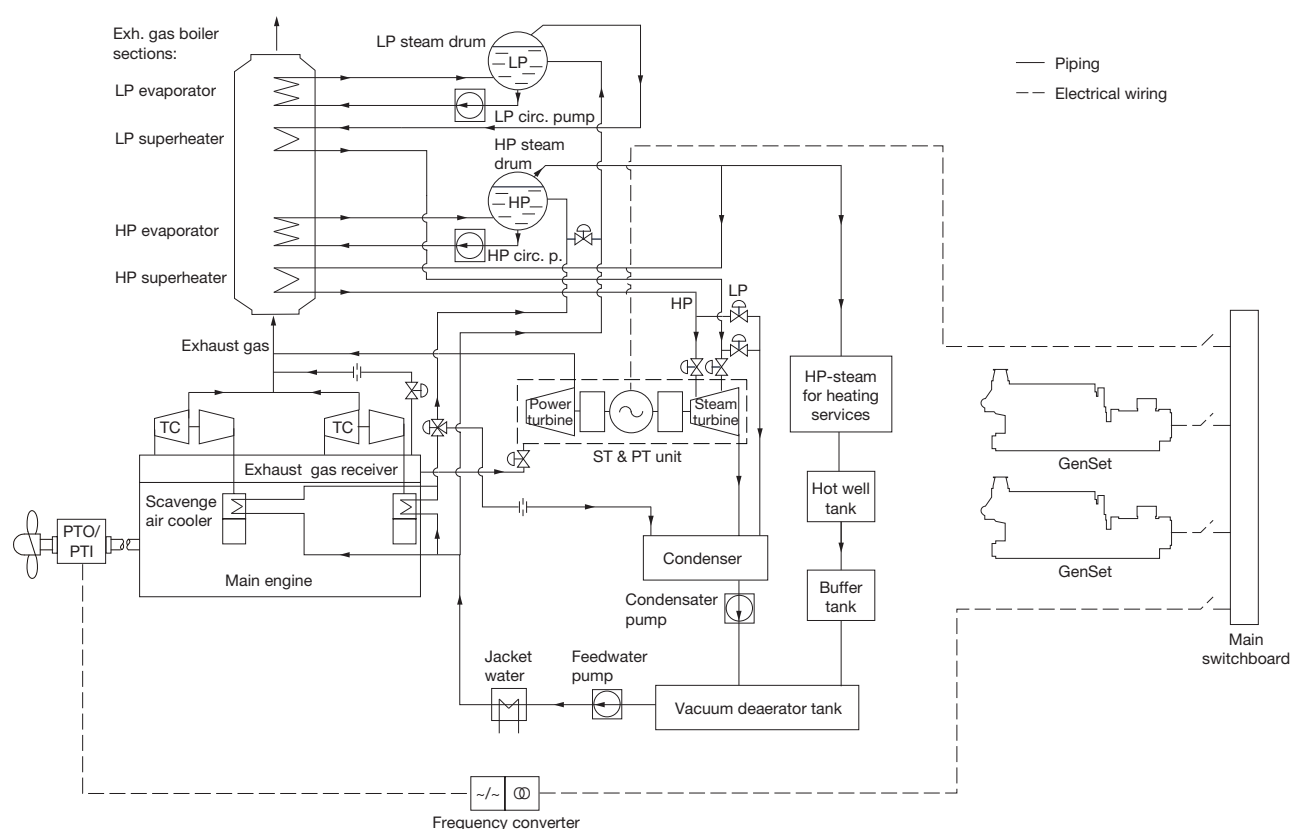 Exh. gas boiler
sections:
LP evaporator
LP superheater
HP evaporator
HP superheater
LP steam drum
LP
LP circ. pump
HP steam
drum
HP
HP circ. p.
Piping
Electrical wiring
Exhaust gas
HP
LP
TC
TC
Exhaust gas receiver
Scavenge
air cooler
PTO/
PTI
Main engine
Power
turbine
Steam
turbine
ST & PT unit
HP-steam
for heating
services
Hot well
tank
Buffer
tank
Condenser
Condensater
pump
Jacket
water
Feedwater
pump
Vacuum deaerator tank
GenSet
GenSet
Main
switchboard
~/~
Frequency converter